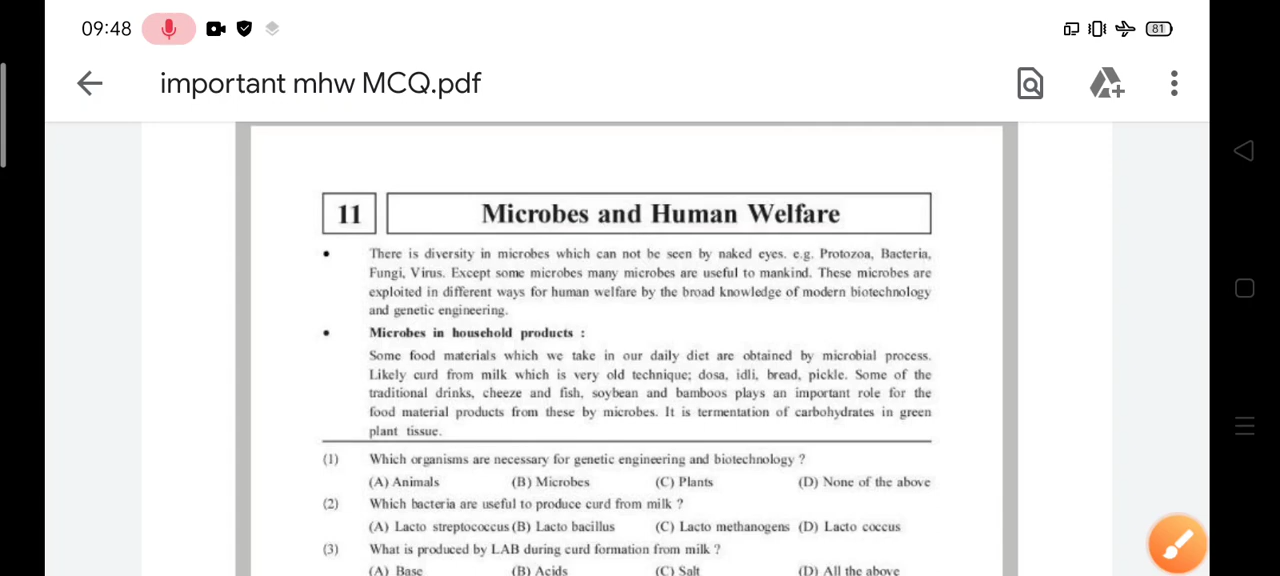 09:48
81
important mhw MCQ.pdf
11 Microbes and Human Welfare
• There is diversity in microbes which can not be seen by naked eyes. e.g. Protozoa, Bacteria,
Fungi, Virus. Except some microbes many microbes are useful to mankind. These microbes are
exploited in different ways for human welfare by the broad knowledge of modern biotechnology
and genetic engineering.
• Microbes in household products :
Some food materials which we take in our daily diet are obtained by microbial process.
Likely curd from milk which is very old technique; dosa, idli, bread, pickle. Some of the
traditional drinks, cheeze and fish, soybean and bamboos plays an important role for the
food material products from these by microbes. It is termentation of carbohydrates in green
plant tissue.
(1) Which organisms are necessary for genetic engineering and biotechnology ?
(A) Animals (B) Microbes (C) Plants (D) None of the above
(2) Which bacteria are useful to produce curd from milk ?
(A) Lacto streptococcus (B) Lacto bacillus (C) Lacto methanogens (D) Lacto coccus
(3) What is produced by LAB during curd formation from milk ?
(A) Base (B) Acids (C) Salt (D) All the above